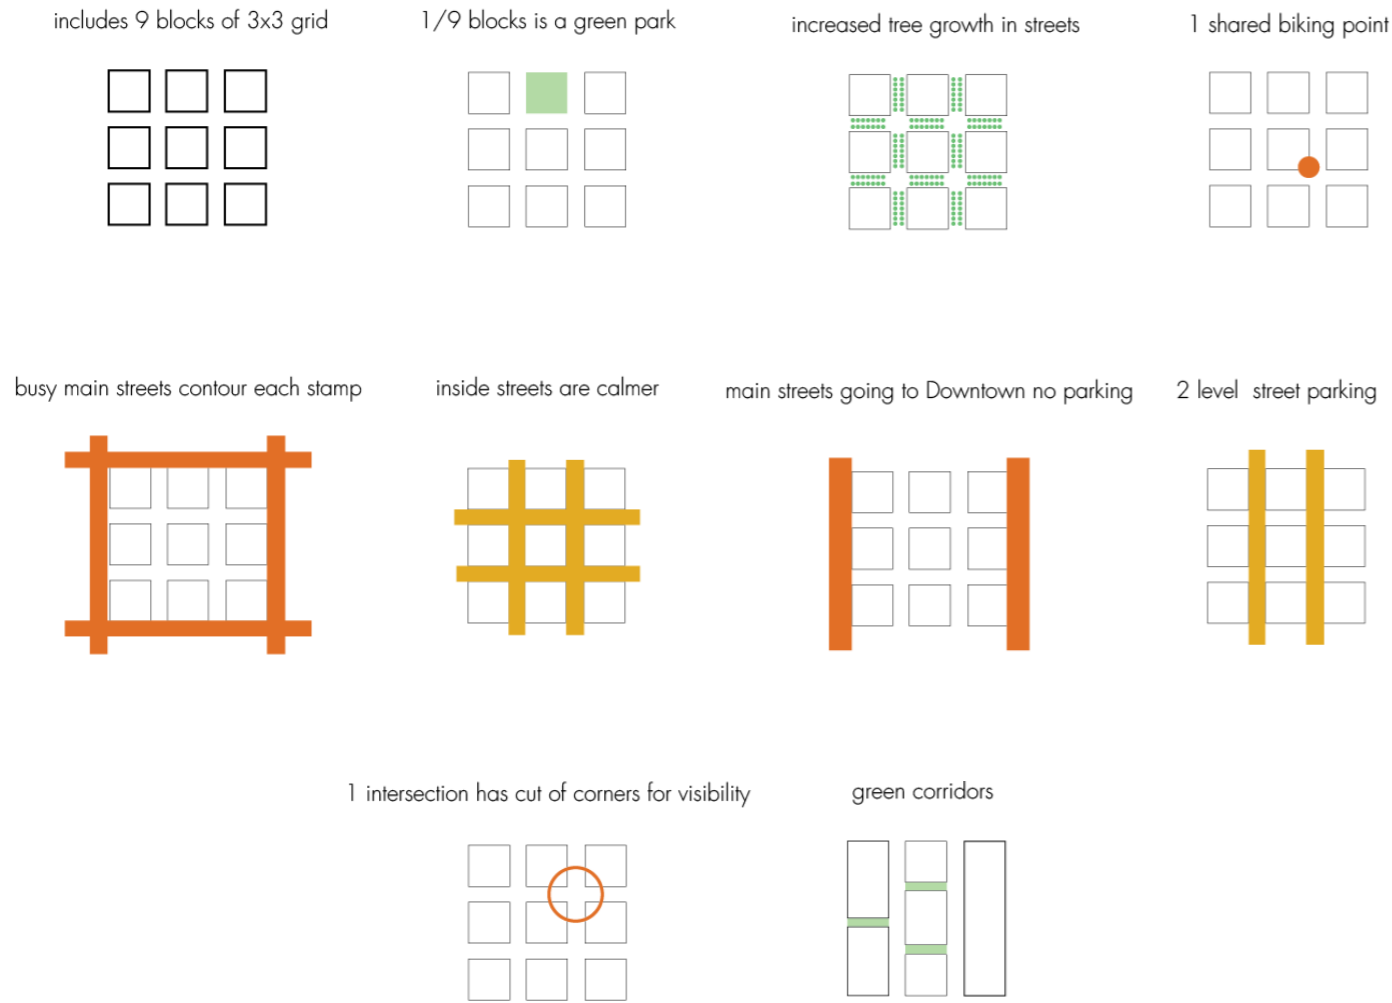 includes 9 blocks of 3x3 grid
1/9 blocks is a green park
increased tree growth in streets
1 shared biking point
busy main streets contour each stamp
inside streets are calmer
main streets going to Downtown no parking
2 level street parking
1 intersection has cut of corners for visibility
green corridors